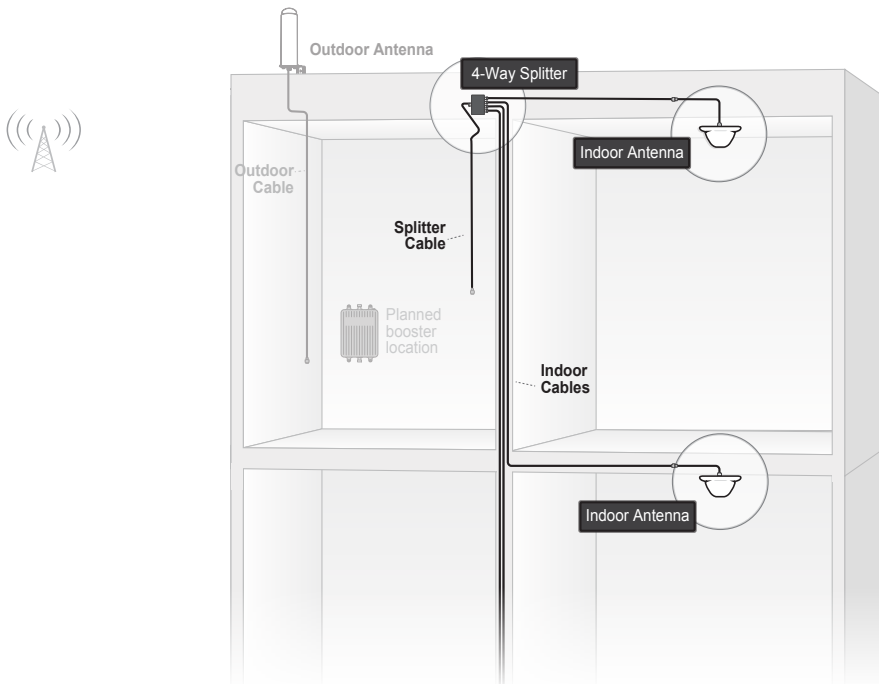 Outdoor Antenna
4-Way Splitter
Indoor Antenna
Outdoor
Cable
Splitter
Cable
Planned
booster
location
Indoor
Cables
Indoor Antenna